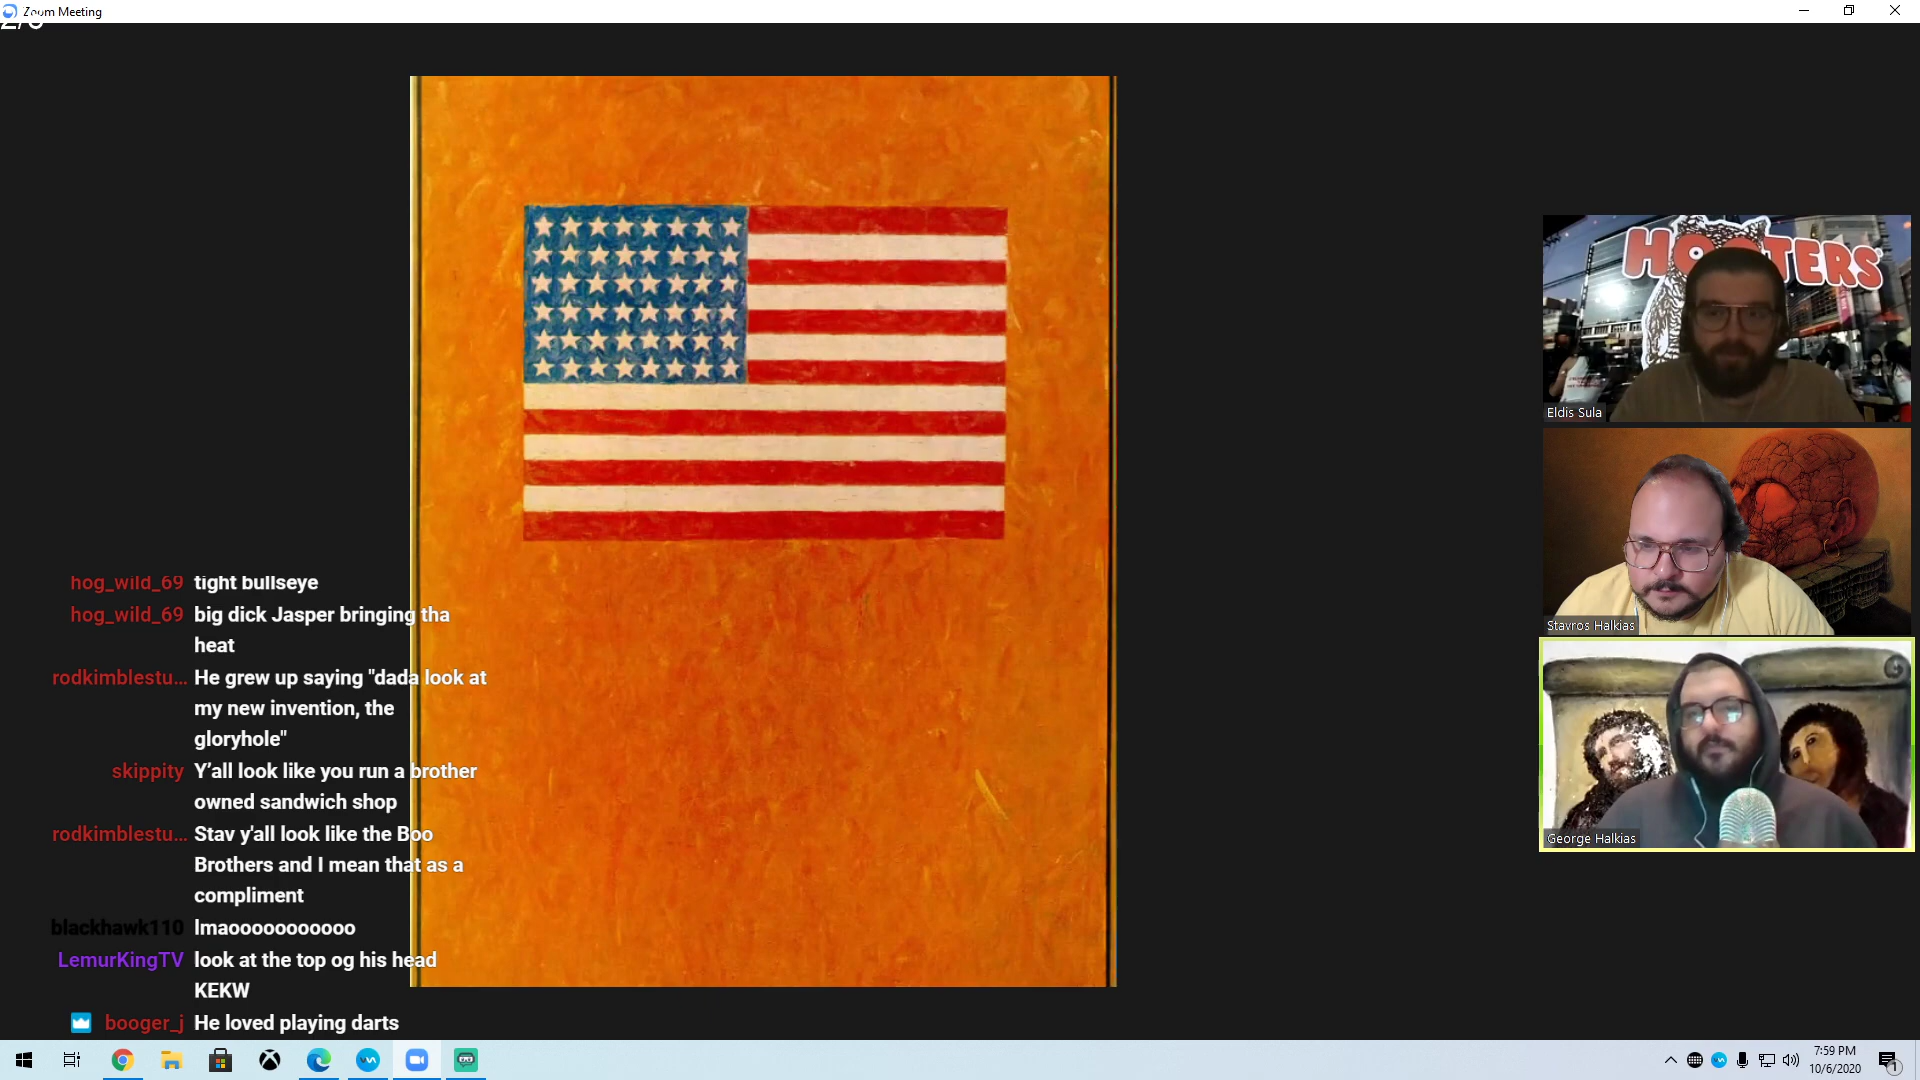 Zoom Meeting
hog_wild_69 tight bullseye
hog_wild_69 big dick Jasper bringing tha
heat
rodkimblestu... He grew up saying "dada look at
my new invention, the
gloryhole"
skippity Y'all look like you run a brother
owned sandwich shop
rodkimblestu... Stav y'all look like the Boo
Brothers and I mean that as a
compliment
blackhawk110 lmaooooooooooo
LemurKingTV look at the top og his head
KEKW
booger_j He loved playing darts
HOOTERS
Eldis Sula
Stavros Halkias
George Halkias
7:59 PM
10/6/2020
1